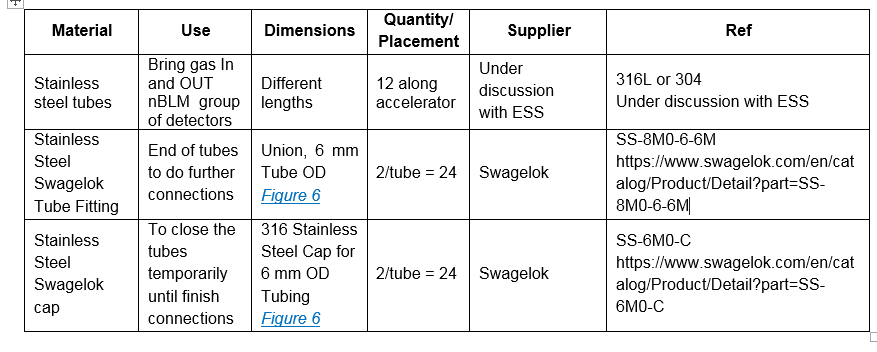 Material
Use
Dimensions
Quantity/
Placement
Supplier
Ref
Stainless
steel tubes
Bring gas In
and OUT
nBLM group
of detectors
Different
lengths
12 along
accelerator
Under
discussion
with ESS
316L or 304
Under discussion with ESS
Stainless
Steel
Swagelok
Tube Fitting
End of tubes
to do further
connections
Union, 6 mm
Tube OD
Figure 6
2/tube = 24
Swagelok
SS-8M0-6-6M
https://www.swagelok.com/en/cat
alog/Product/Detail?part=SS-
8M0-6-6M
Stainless
Steel
Swagelok
cap
To close the
tubes
temporarily
until finish
connections
316 Stainless
Steel Cap for
6 mm OD
Tubing
Figure 6
2/tube = 24
Swagelok
SS-6M0-C
https://www.swagelok.com/en/cat
alog/Product/Detail?part=SS-
6M0-C